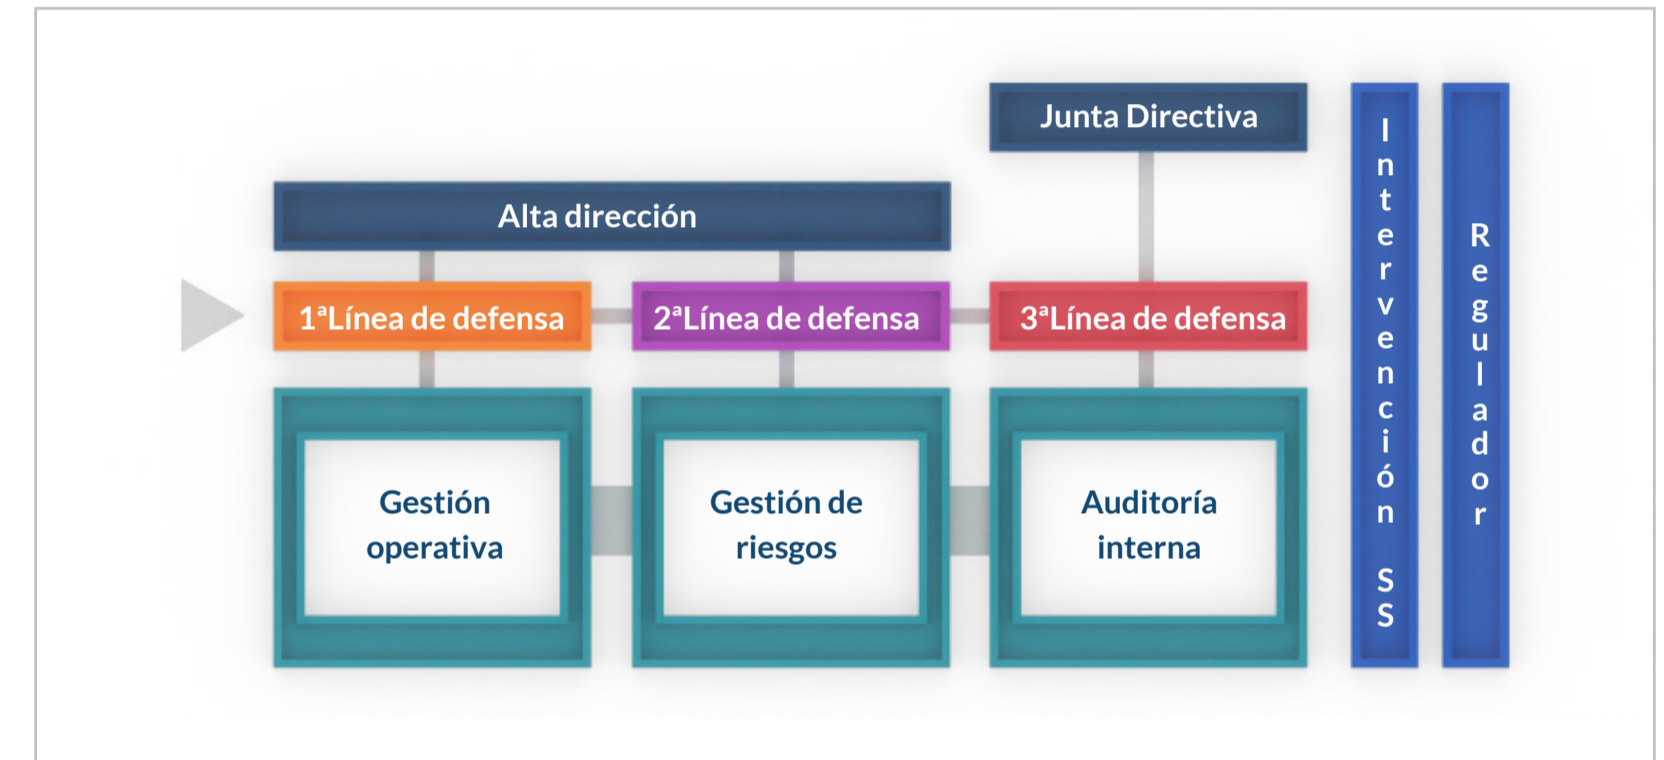 Junta Directiva
Alta dirección
1ªLínea de defensa
2ªLínea de defensa
3ªLínea de defensa
Gestión
operativa
Gestión de
riesgos
Auditoría
interna
Intervención SS
Regulador